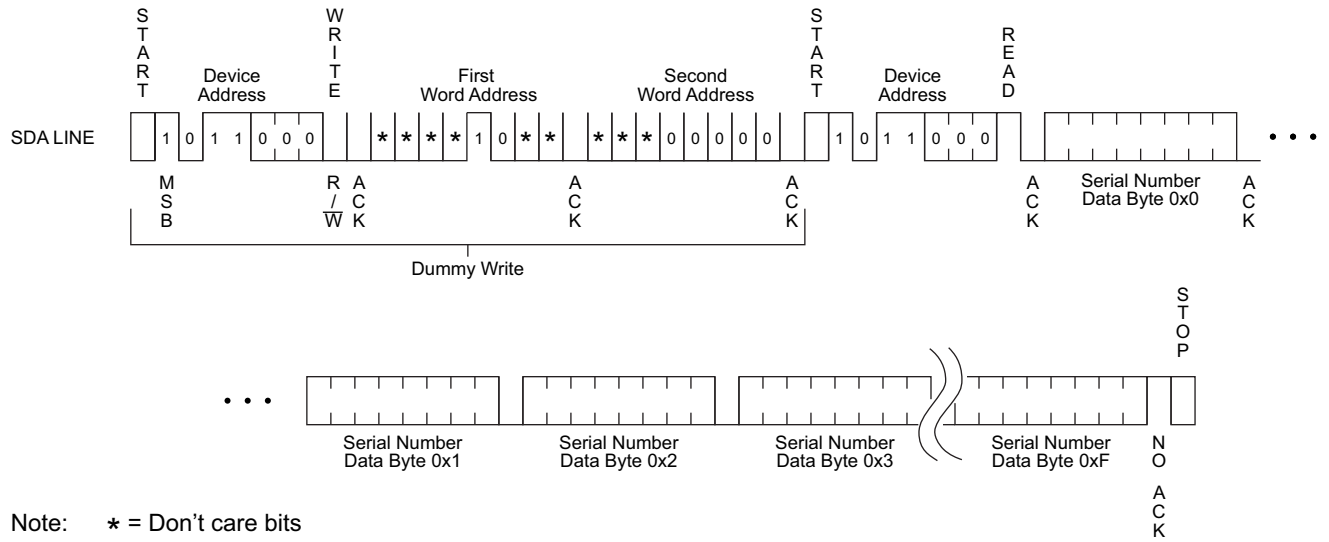 START
WRITE
START
READ
Device
Address
First
Word Address
Second
Word Address
Device
Address
SDA LINE
1 0 1 1 0 0 0
* * * * 1 0 * *
* * * 0 0 0 0 0
1 0 1 1 0 0 0
• • •
MSB
R/W
ACK
ACK
ACK
ACK
Serial Number
Data Byte 0x0
ACK
Dummy Write
STOP
• • •
Serial Number
Data Byte 0x1
Serial Number
Data Byte 0x2
Serial Number
Data Byte 0x3
Serial Number
Data Byte 0xF
NO ACK
Note: * = Don't care bits